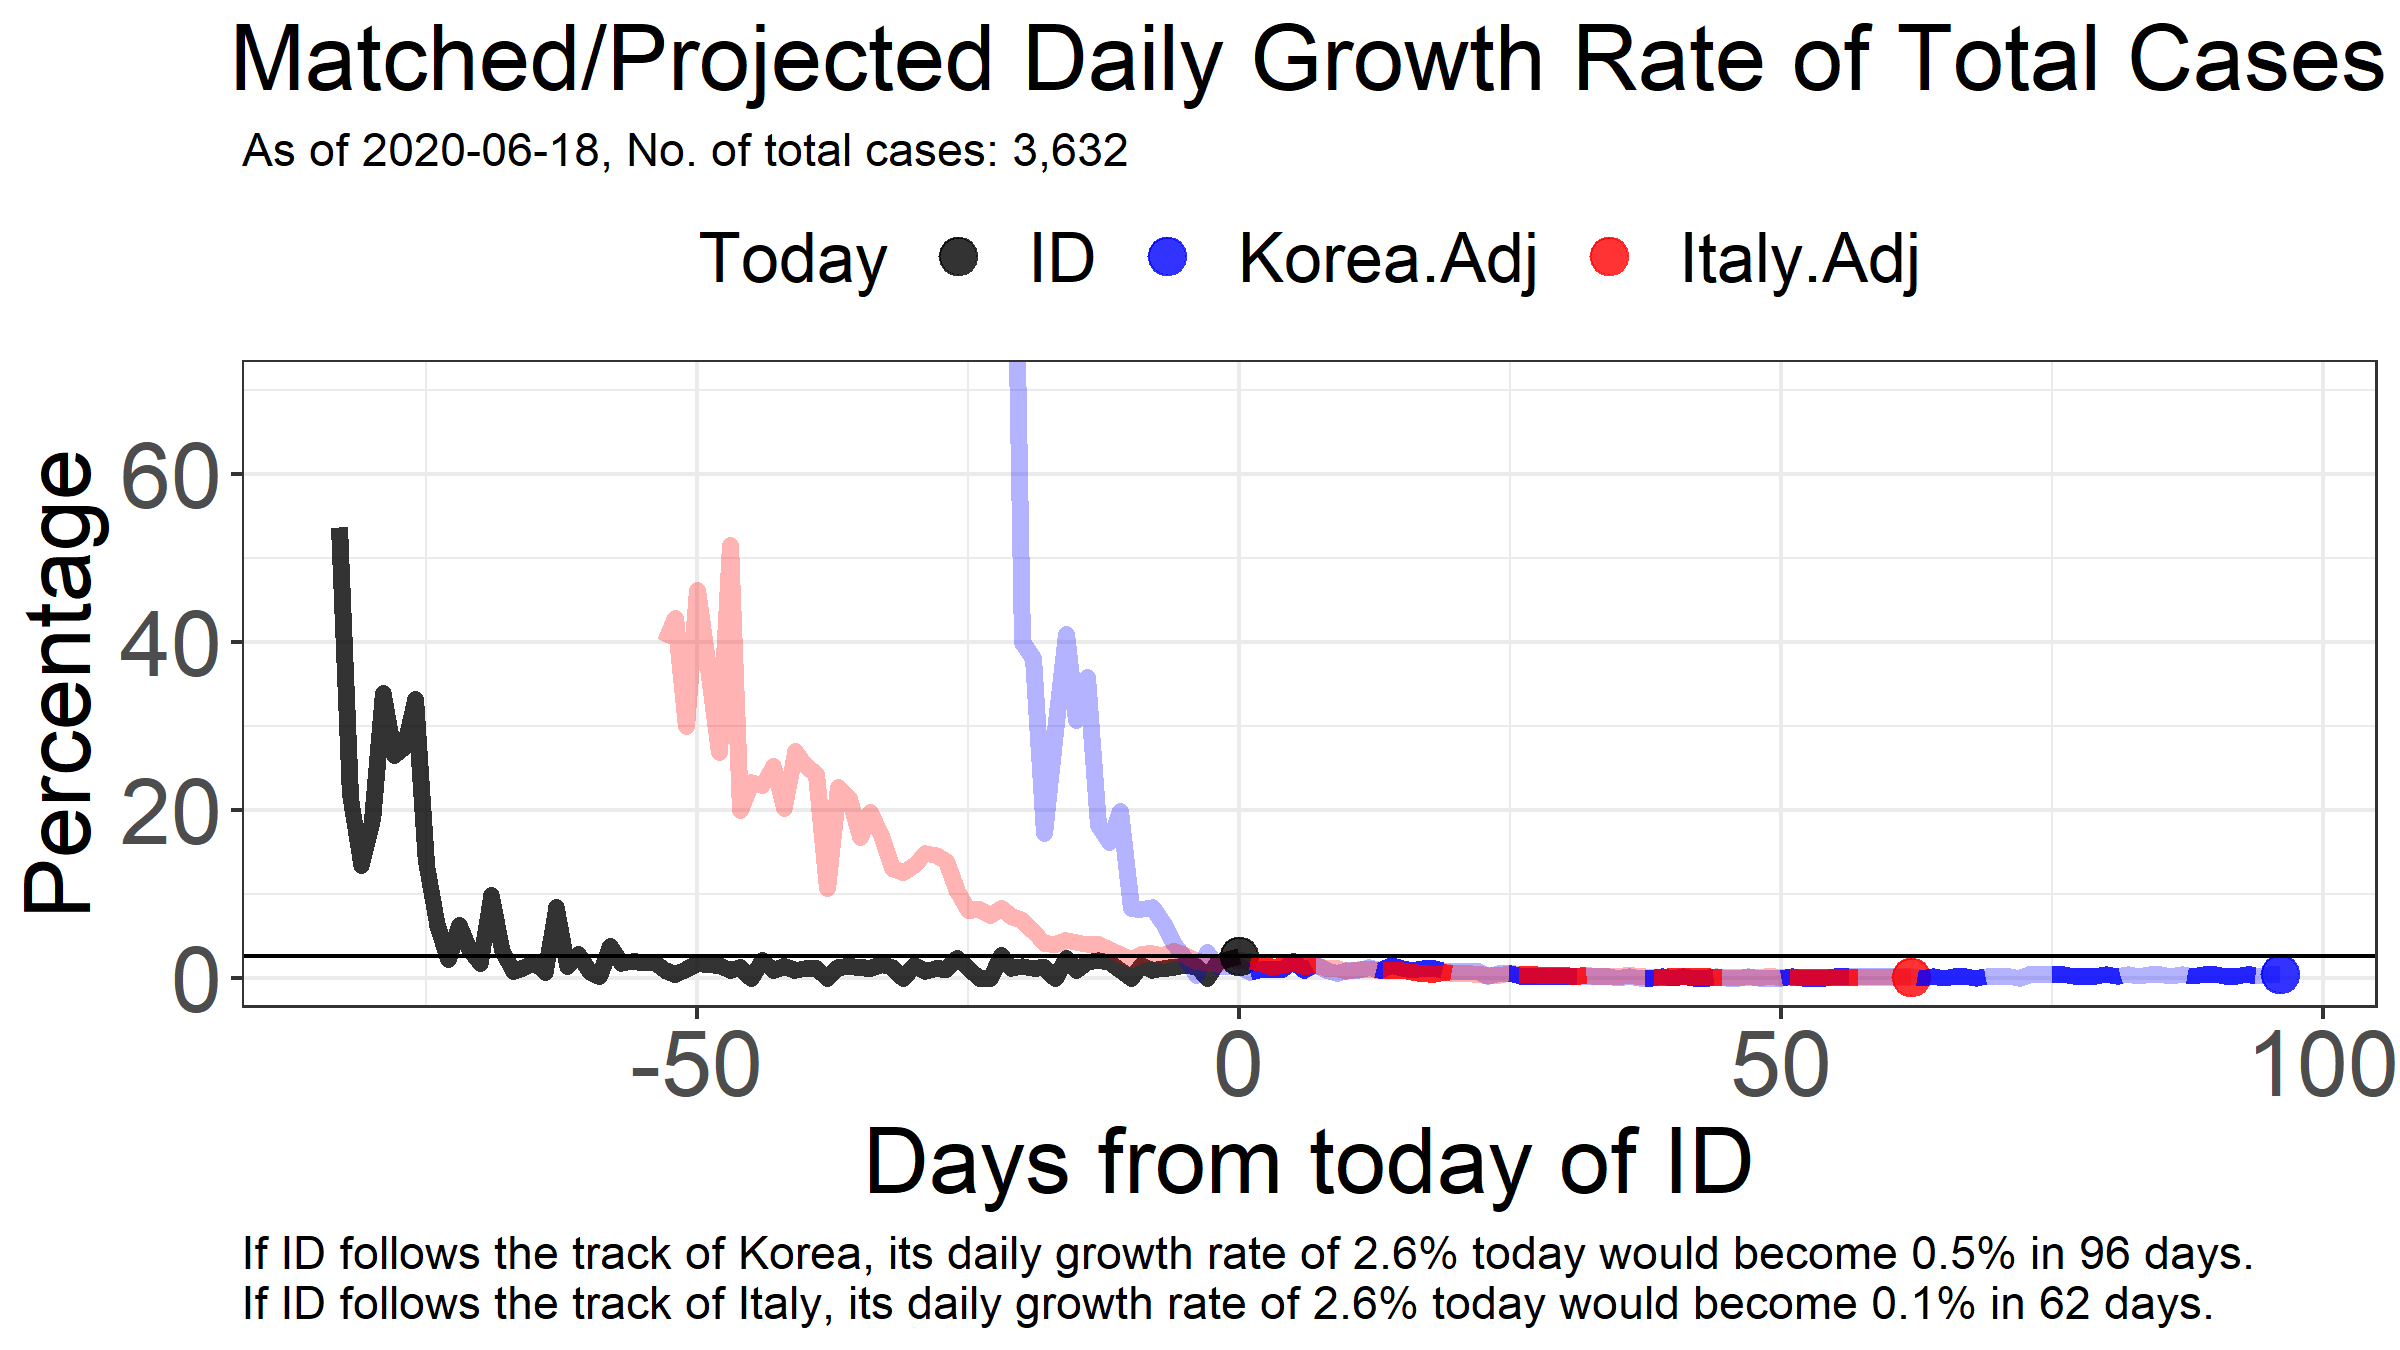 Matched/Projected Daily Growth Rate of Total Cases
As of 2020-06-18, No. of total cases: 3,632
Today ID Korea.Adj Italy.Adj
Percentage
60
40
20
0
-50 0 50 100
Days from today of ID
If ID follows the track of Korea, its daily growth rate of 2.6% today would become 0.5% in 96 days.
If ID follows the track of Italy, its daily growth rate of 2.6% today would become 0.1% in 62 days.